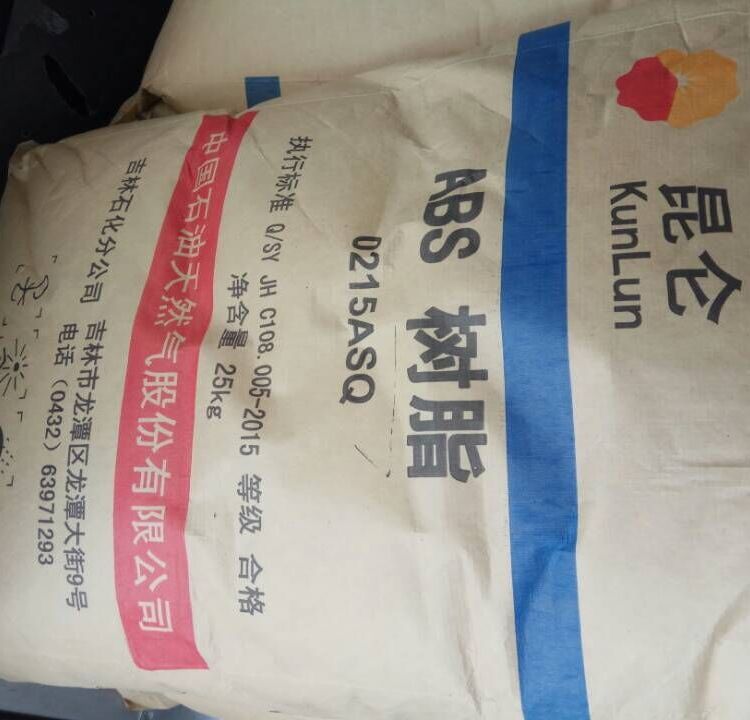 昆仑
KunLun
ABS 树脂
0215ASQ
执行标准 Q/SY JH C108.005-2015 等级 合格
净含量 25kg
中国石油天然气股份有限公司
吉林石化分公司 吉林市龙潭区龙潭大街9号
电话（0432）63971293